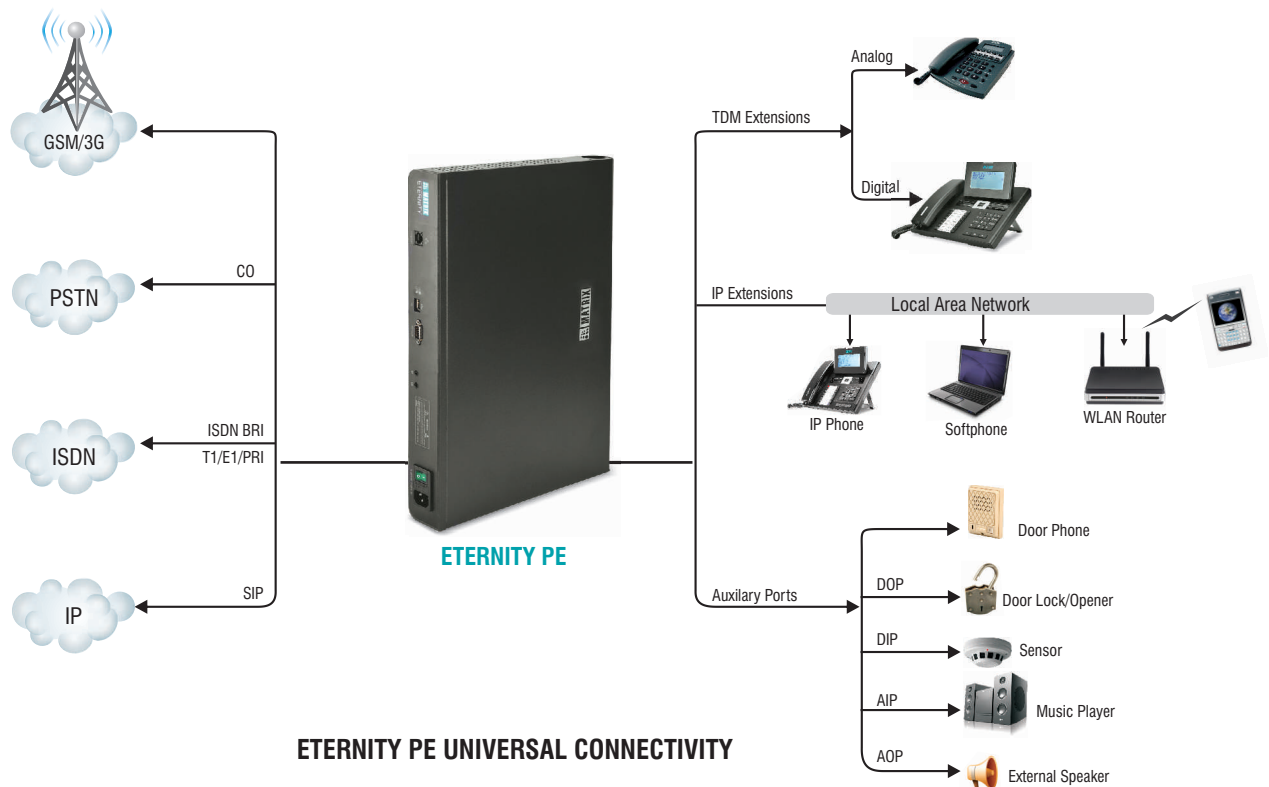 GSM/3G
CO
PSTN
ISDN BRI
ISDN
T1/E1/PRI
SIP
IP
ETERNITY
MATRIX
ETERNITY PE
TDM Extensions
Analog
Digital
IP Extensions
Local Area Network
IP Phone
Softphone
WLAN Router
Auxilary Ports
Door Phone
DOP
Door Lock/Opener
DIP
Sensor
AIP
Music Player
AOP
External Speaker
ETERNITY PE UNIVERSAL CONNECTIVITY